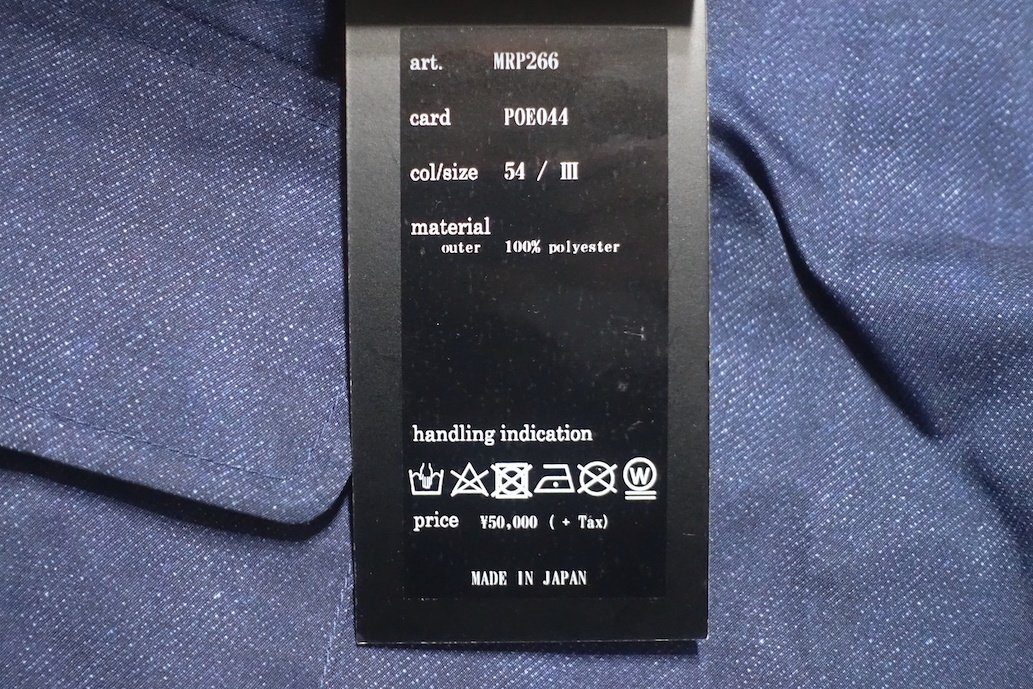 art. MRP266
card POE044
col/size 54 / Ⅲ
material
outer 100% polyester
handling indication
W
price ¥50,000 ( + Tax)
MADE IN JAPAN